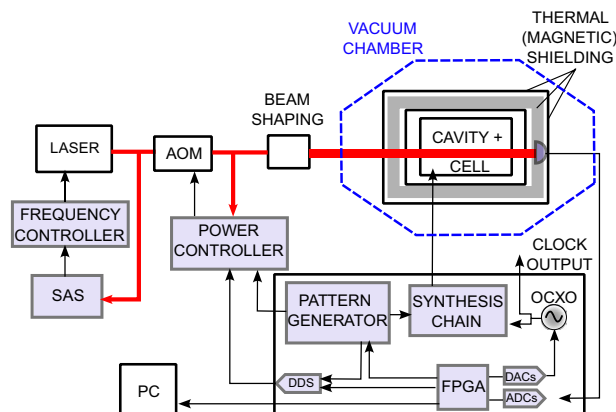 VACUUM
CHAMBER
THERMAL
(MAGNETIC)
SHIELDING
BEAM
SHAPING
LASER
AOM
CAVITY +
CELL
FREQUENCY
CONTROLLER
POWER
CONTROLLER
SAS
CLOCK
OUTPUT
PATTERN
GENERATOR
SYNTHESIS
CHAIN
OCXO
PC
DDS
FPGA
DACs
ADCs